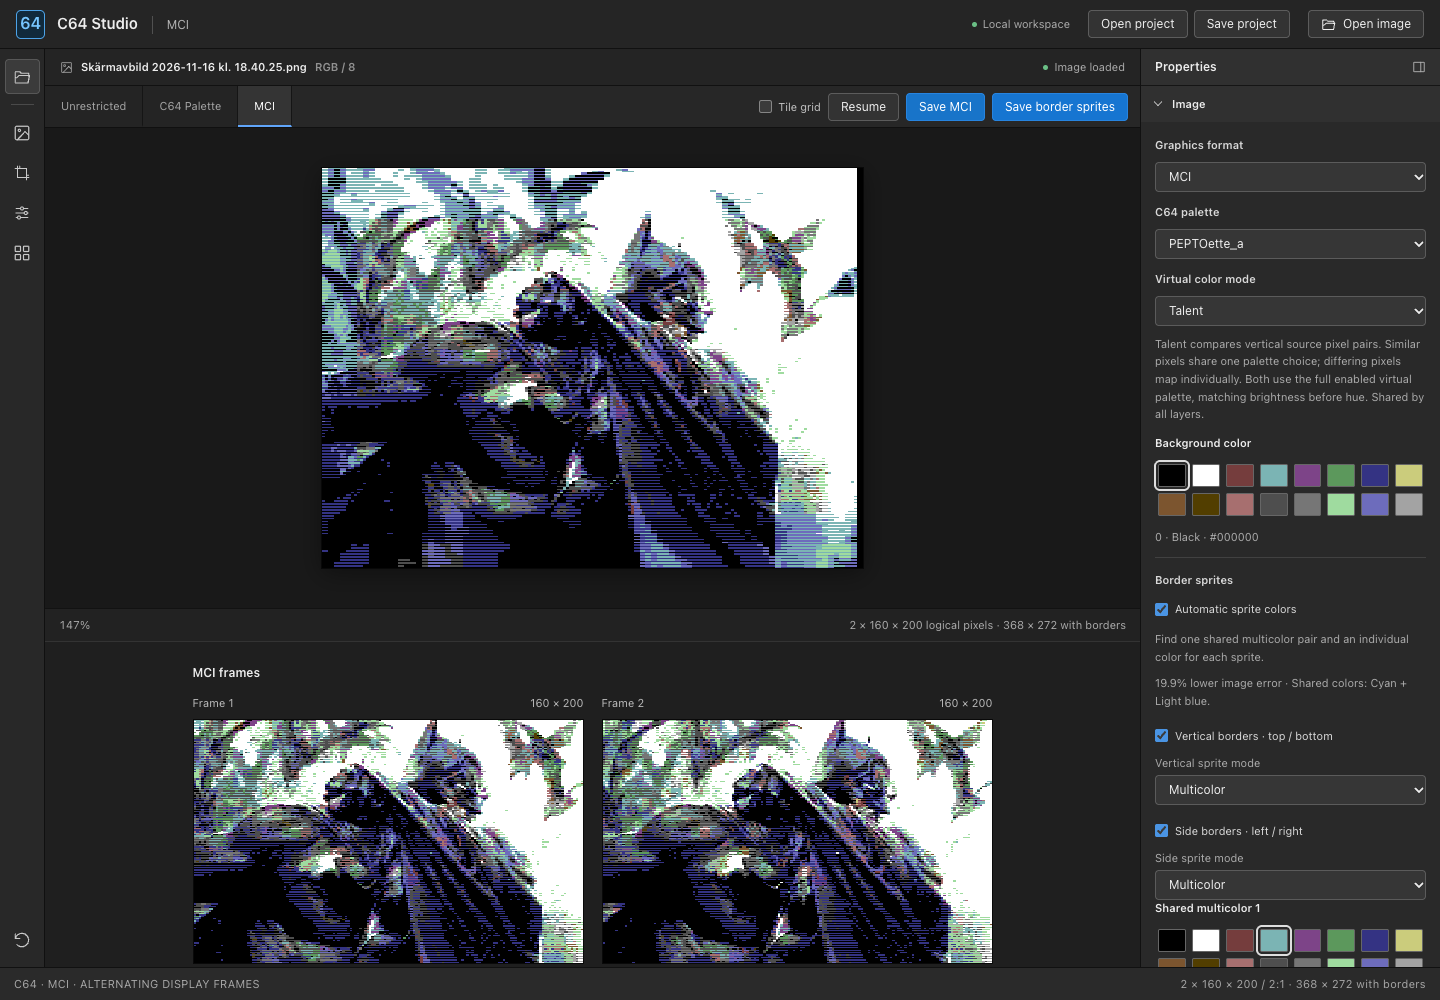 64 C64 Studio MCI
Local workspace Open project Save project Open image
Skärmavbild 2026-11-16 kl. 18.40.25.png RGB / 8 Image loaded
Unrestricted C64 Palette MCI Tile grid Resume Save MCI Save border sprites
147% 2 × 160 × 200 logical pixels · 368 × 272 with borders
MCI frames
Frame 1 160 × 200 Frame 2 160 × 200
Properties
Image
Graphics format
MCI
C64 palette
PEPTOette_a
Virtual color mode
Talent
Talent compares vertical source pixel pairs. Similar
pixels share one palette choice; differing pixels
map individually. Both use the full enabled virtual
palette, matching brightness before hue. Shared by
all layers.
Background color
0 · Black · #000000
Border sprites
Automatic sprite colors
Find one shared multicolor pair and an individual
color for each sprite.
19.9% lower image error · Shared colors: Cyan +
Light blue.
Vertical borders · top / bottom
Vertical sprite mode
Multicolor
Side borders · left / right
Side sprite mode
Multicolor
Shared multicolor 1
C64 · MCI · ALTERNATING DISPLAY FRAMES 2 × 160 × 200 / 2:1 · 368 × 272 with borders